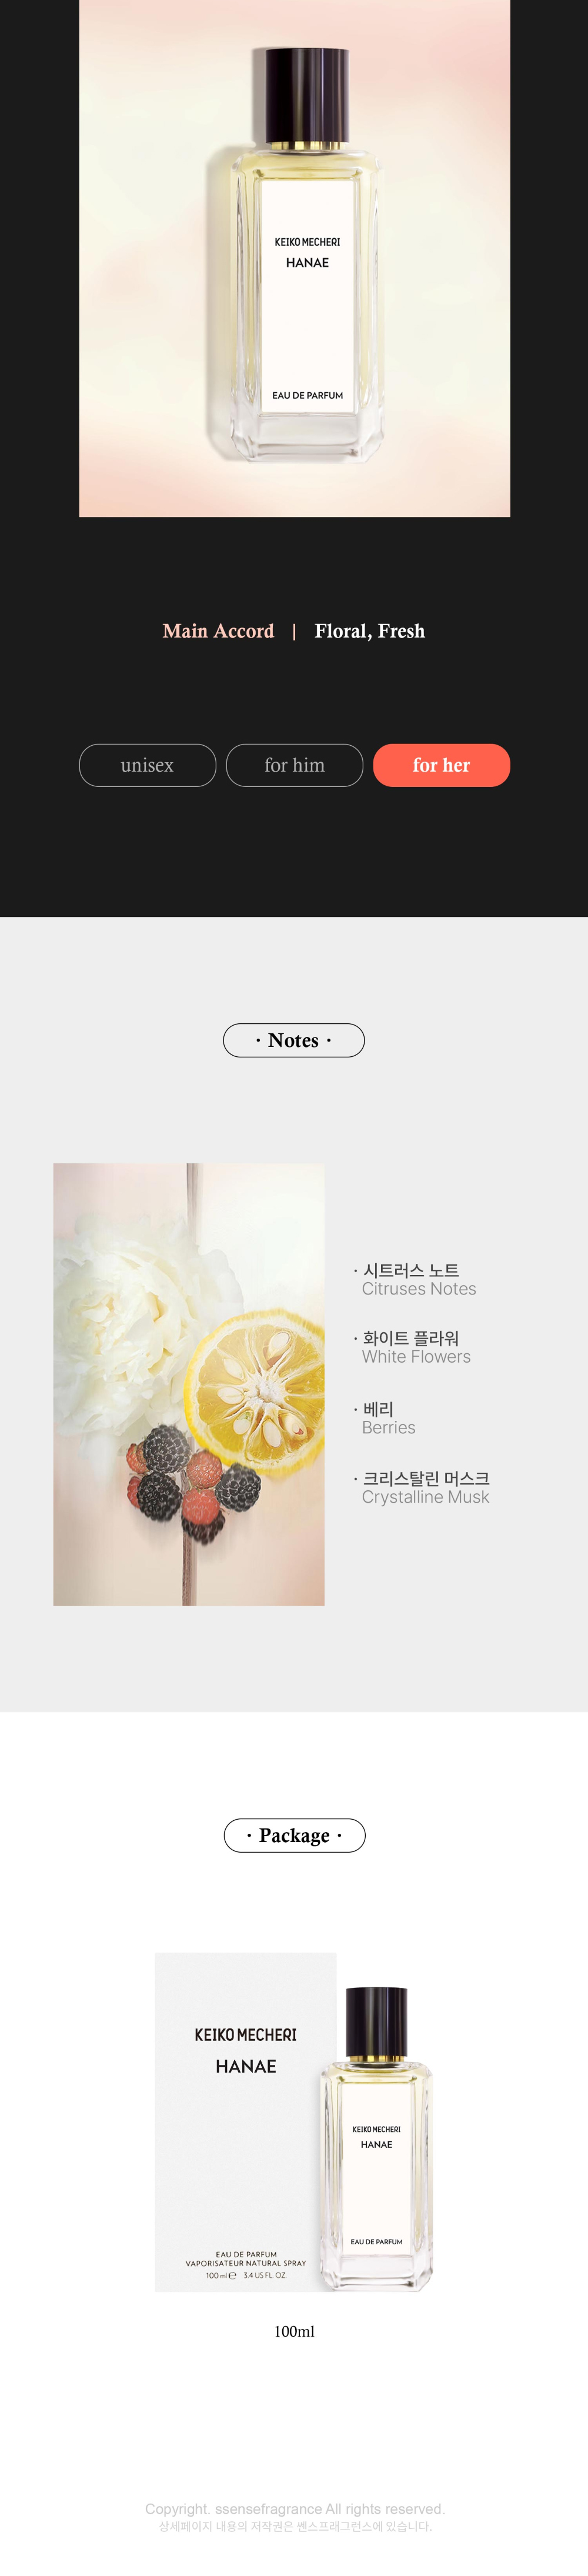 KEIKO MECHERI
HANAE
EAU DE PARFUM
Main Accord | Floral, Fresh
unisex
for him
for her
· Notes ·
· 시트러스 노트
Citruses Notes
· 화이트 플라워
White Flowers
· 베리
Berries
· 크리스탈린 머스크
Crystalline Musk
· Package ·
KEIKO MECHERI
HANAE
EAU DE PARFUM
VAPORISATEUR NATURAL SPRAY
100 ml ℮ 3.4 US FL OZ
KEIKO MECHERI
HANAE
EAU DE PARFUM
100ml
Copyright. ssensefragrance All rights reserved.
상세페이지 내용의 저작권은 쎈스프래그런스에 있습니다.